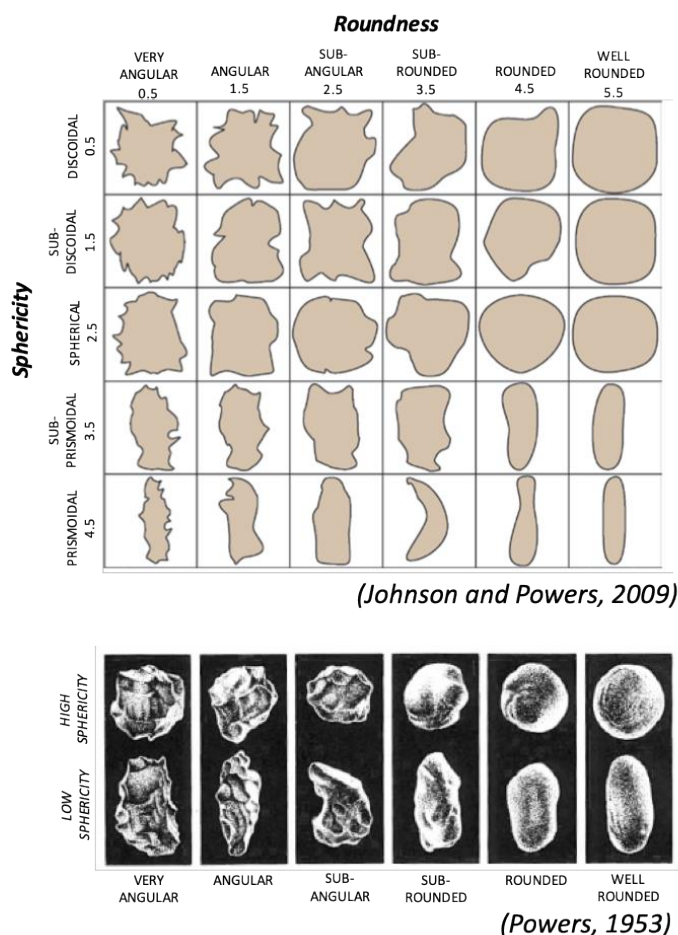 Roundness
VERY
ANGULAR
0.5
ANGULAR
1.5
SUB-
ANGULAR
2.5
SUB-
ROUNDED
3.5
ROUNDED
4.5
WELL
ROUNDED
5.5
Sphericity
DISCOIDAL
0.5
SUB-
DISCOIDAL
1.5
SPHERICAL
2.5
SUB-
PRISMOIDAL
3.5
PRISMOIDAL
4.5
(Johnson and Powers, 2009)
HIGH
SPHERICITY
LOW
SPHERICITY
VERY
ANGULAR
ANGULAR
SUB-
ANGULAR
SUB-
ROUNDED
ROUNDED
WELL
ROUNDED
(Powers, 1953)